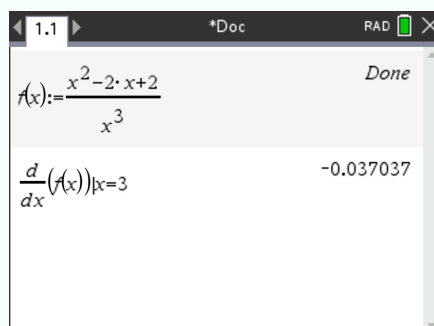 1.1 *Doc RAD
f(x):=x^2-2·x+2/x^3 Done
d/dx(f(x))|x=3 -0.037037